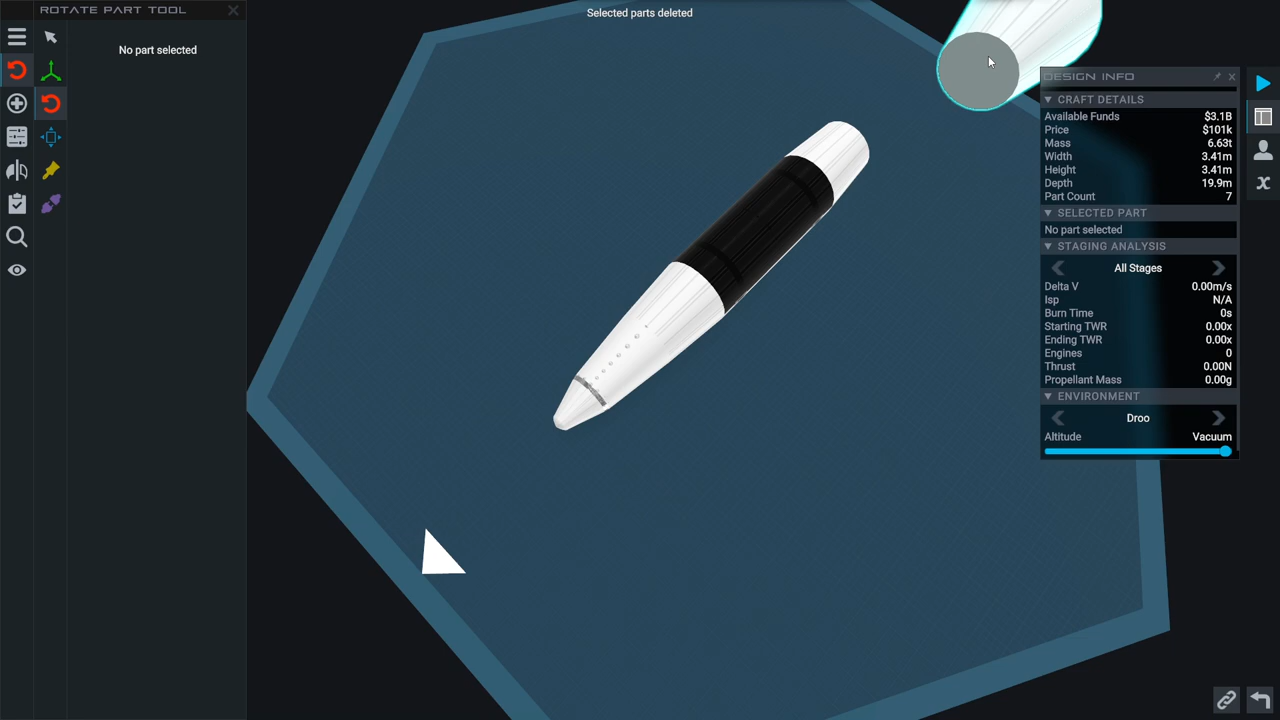 ROTATE PART TOOL
No part selected
Selected parts deleted
DESIGN INFO
CRAFT DETAILS
Available Funds $3.1B
Price $101k
Mass 6.63t
Width 3.41m
Height 3.41m
Depth 19.9m
Part Count 7
SELECTED PART
No part selected
STAGING ANALYSIS
All Stages
Delta V 0.00m/s
Isp N/A
Burn Time 0s
Starting TWR 0.00x
Ending TWR 0.00x
Engines 0
Thrust 0.00N
Propellant Mass 0.00g
ENVIRONMENT
Droo
Altitude Vacuum